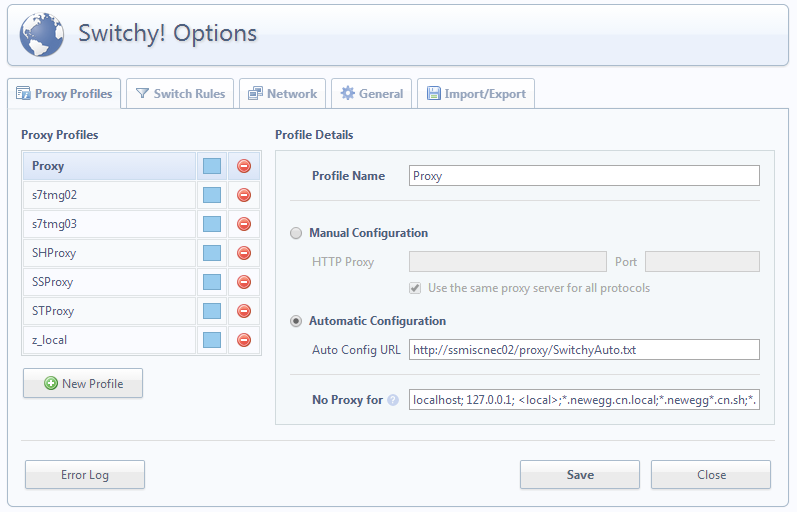 Switchy! Options
Proxy Profiles Switch Rules Network General Import/Export
Proxy Profiles
Proxy
s7tmg02
s7tmg03
SHProxy
SSProxy
STProxy
z_local
New Profile
Profile Details
Profile Name Proxy
Manual Configuration
HTTP Proxy Port
Use the same proxy server for all protocols
Automatic Configuration
Auto Config URL http://ssmiscnec02/proxy/SwitchyAuto.txt
No Proxy for ? localhost; 127.0.0.1; <local>;*.newegg.cn.local;*.newegg*.cn.sh;*.
Error Log Save Close